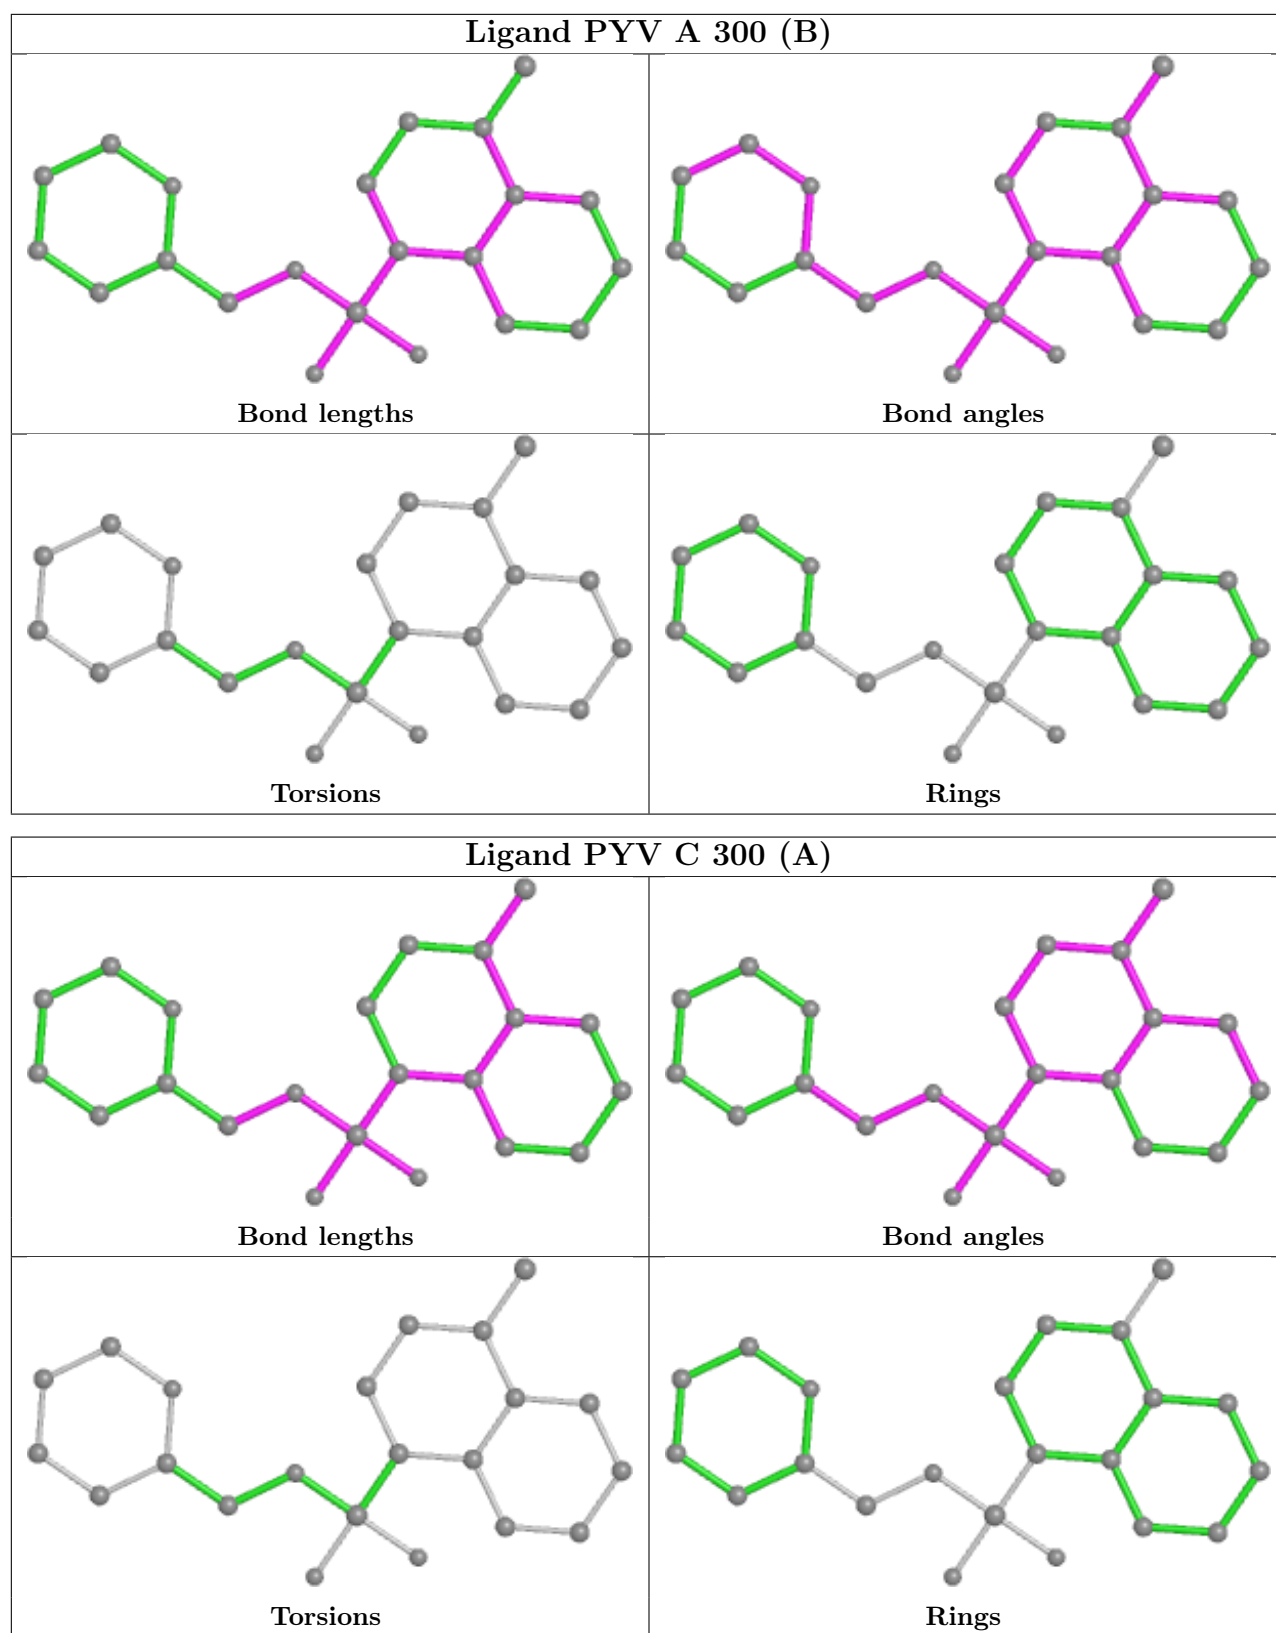 Ligand PYV A 300 (B)
Bond lengths
Bond angles
Torsions
Rings
Ligand PYV C 300 (A)
Bond lengths
Bond angles
Torsions
Rings